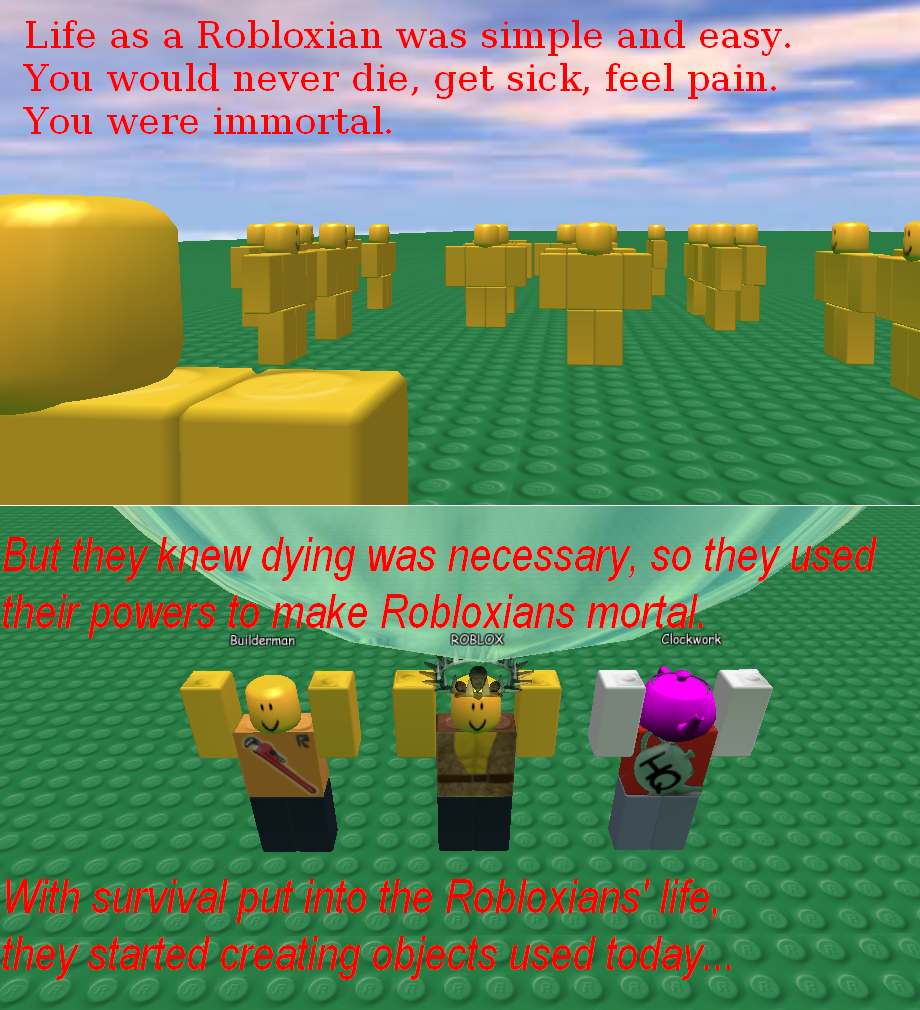 Life as a Robloxian was simple and easy.
You would never die, get sick, feel pain.
You were immortal.
But they knew dying was necessary, so they used
their powers to make Robloxians mortal.
Builderman ROBLOX Clockwork
R
HQ
With survival put into the Robloxians' life,
they started creating objects used today...